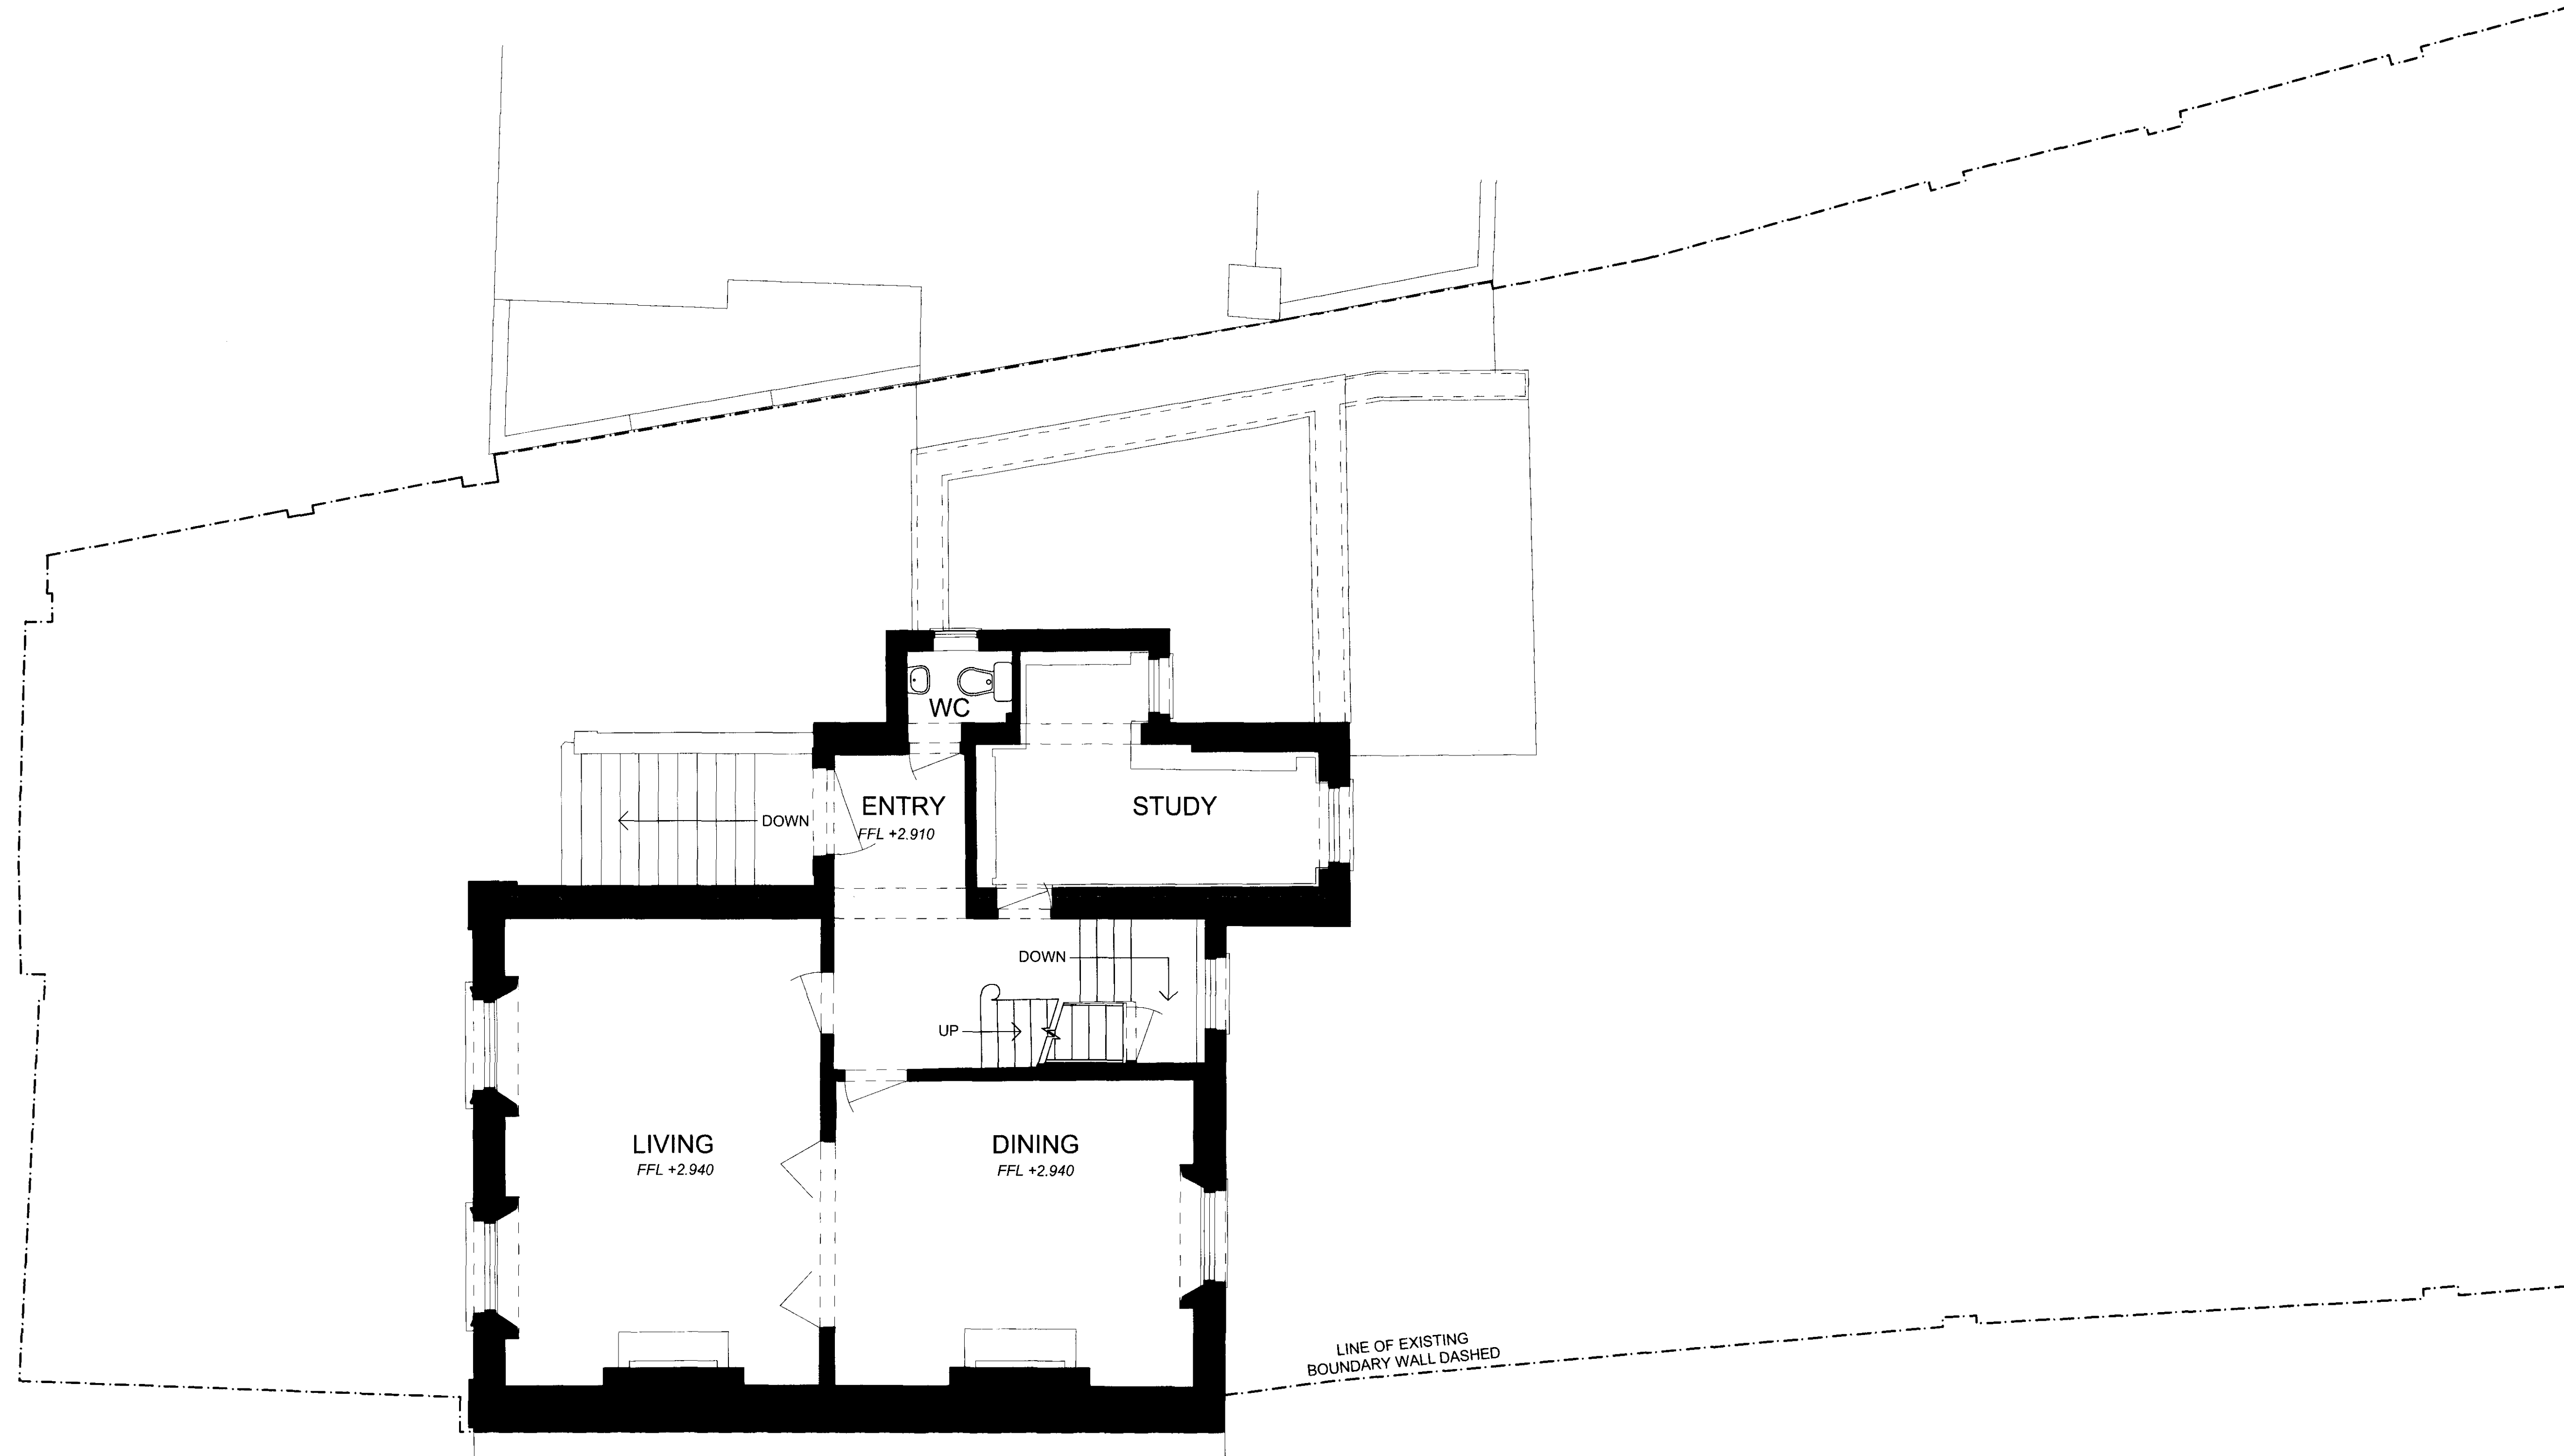 WC
DOWN
ENTRY
FFL +2.910
STUDY
DOWN
UP
LIVING
FFL +2.940
DINING
FFL +2.940
LINE OF EXISTING
BOUNDARY WALL DASHED